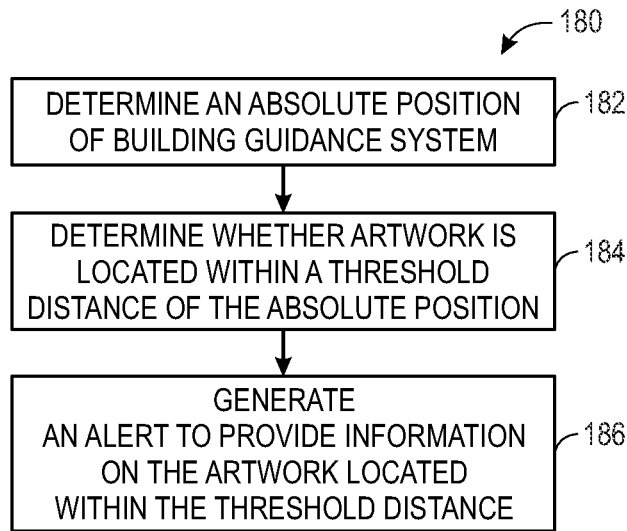 180
DETERMINE AN ABSOLUTE POSITION
OF BUILDING GUIDANCE SYSTEM
182
DETERMINE WHETHER ARTWORK IS
LOCATED WITHIN A THRESHOLD
DISTANCE OF THE ABSOLUTE POSITION
184
GENERATE
AN ALERT TO PROVIDE INFORMATION
ON THE ARTWORK LOCATED
WITHIN THE THRESHOLD DISTANCE
186